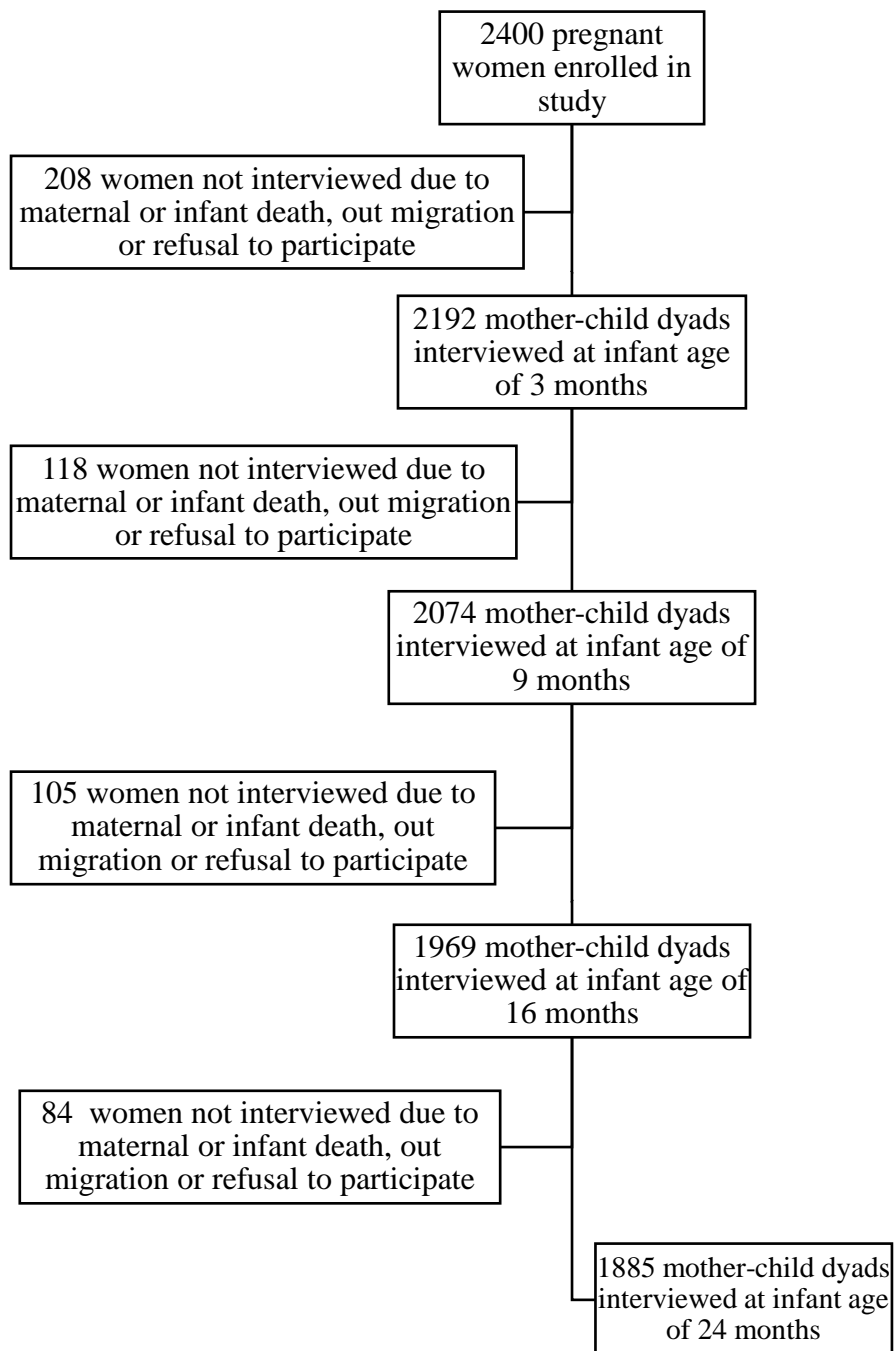 2400 pregnant
women enrolled in
study
208 women not interviewed due to
maternal or infant death, out migration
or refusal to participate
2192 mother-child dyads
interviewed at infant age
of 3 months
118 women not interviewed due to
maternal or infant death, out migration
or refusal to participate
2074 mother-child dyads
interviewed at infant age of
9 months
105 women not interviewed due to
maternal or infant death, out
migration or refusal to participate
1969 mother-child dyads
interviewed at infant age of
16 months
84 women not interviewed due to
maternal or infant death, out
migration or refusal to participate
1885 mother-child dyads
interviewed at infant age
of 24 months